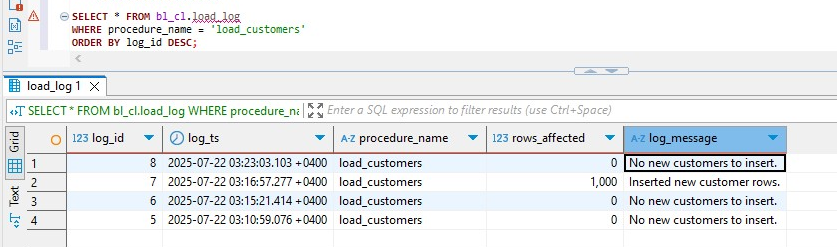 SELECT * FROM bl_cl.load_log
WHERE procedure_name = 'load_customers'
ORDER BY log_id DESC;
load_log 1
SELECT * FROM bl_cl.load_log WHERE procedure_na
Enter a SQL expression to filter results (use Ctrl+Space)
Grid
Text
123 log_id
log_ts
A-Z procedure_name
123 rows_affected
A-Z log_message
1 8 2025-07-22 03:23:03.103 +0400 load_customers 0 No new customers to insert.
2 7 2025-07-22 03:16:57.277 +0400 load_customers 1,000 Inserted new customer rows.
3 6 2025-07-22 03:15:21.414 +0400 load_customers 0 No new customers to insert.
4 5 2025-07-22 03:10:59.076 +0400 load_customers 0 No new customers to insert.